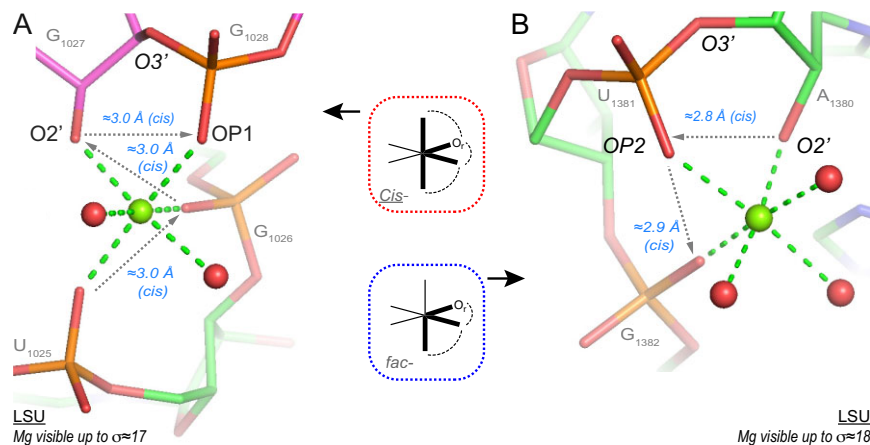 A
G1027
O3'
G1028
≈3.0 Å (cis)
O2'
OP1
≈3.0 Å
(cis)
G1026
≈3.0 Å
(cis)
U1025
LSU
Mg visible up to σ≈17
Or
Cis-
Or
fac-
B
O3'
U1381
A1380
≈2.8 Å (cis)
OP2
O2'
≈2.9 Å
(cis)
G1382
LSU
Mg visible up to σ≈18